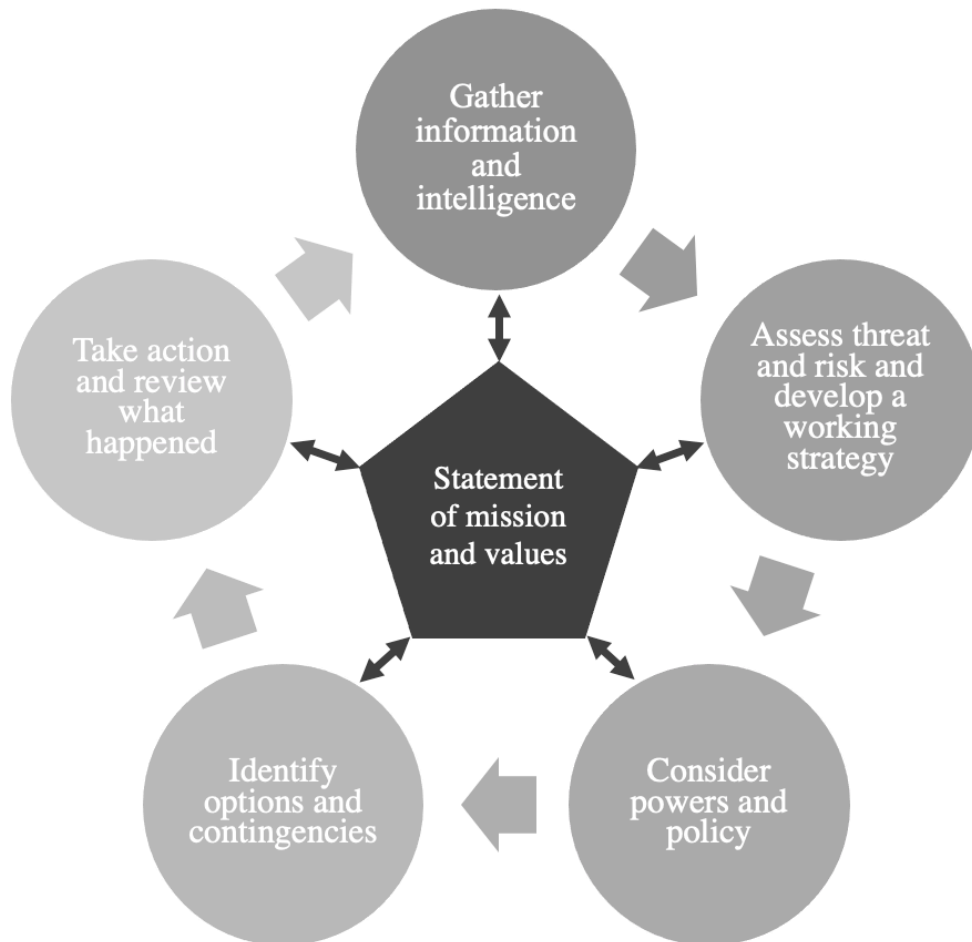 Gather
information
and
intelligence
Assess threat
and risk and
develop a
working
strategy
Consider
powers and
policy
Identify
options and
contingencies
Take action
and review
what
happened
Statement
of mission
and values